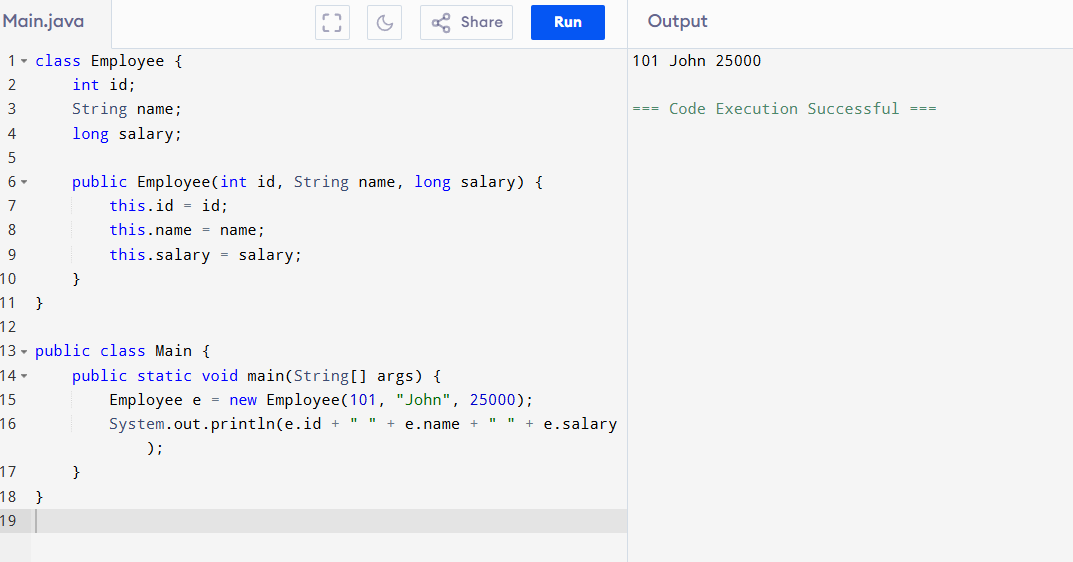 Main.java
Share
Run
Output
1 class Employee {
2     int id;
3     String name;
4     long salary;
5
6     public Employee(int id, String name, long salary) {
7         this.id = id;
8         this.name = name;
9         this.salary = salary;
10     }
11 }
12
13 public class Main {
14     public static void main(String[] args) {
15         Employee e = new Employee(101, "John", 25000);
16         System.out.println(e.id + " " + e.name + " " + e.salary
            );
17     }
18 }
19
101 John 25000
=== Code Execution Successful ===